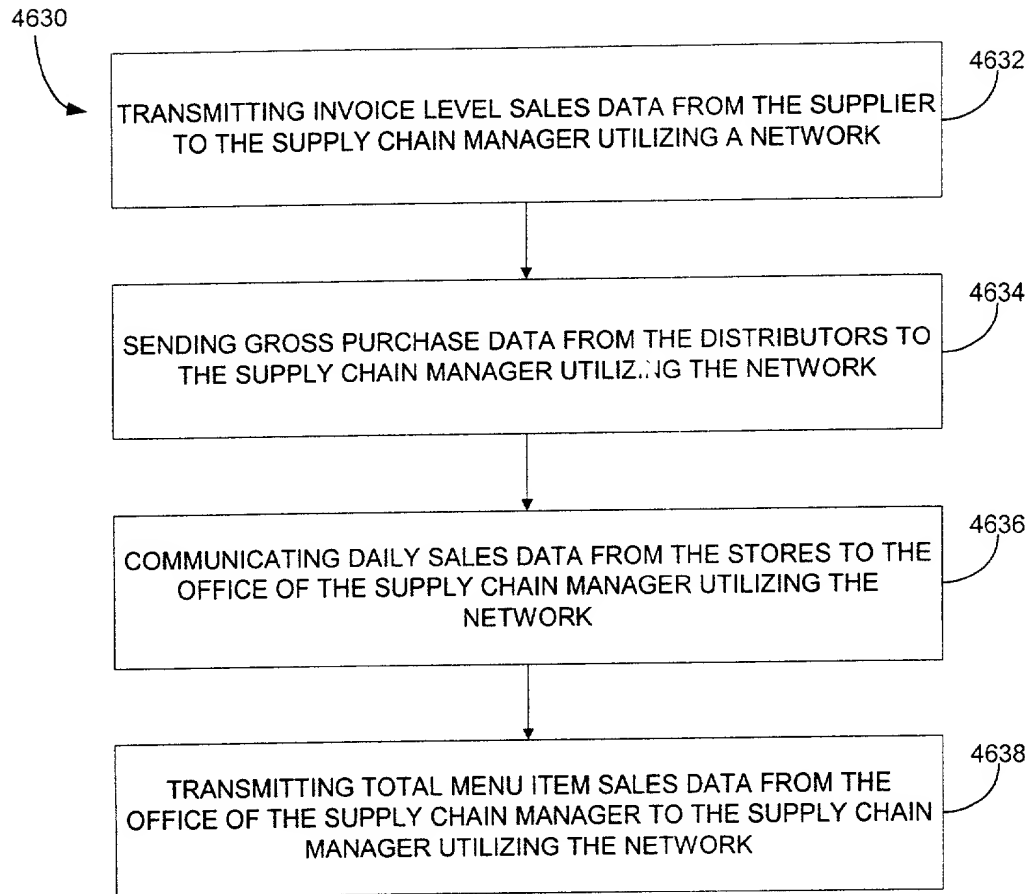 4630
4632
TRANSMITTING INVOICE LEVEL SALES DATA FROM THE SUPPLIER
TO THE SUPPLY CHAIN MANAGER UTILIZING A NETWORK
4634
SENDING GROSS PURCHASE DATA FROM THE DISTRIBUTORS TO
THE SUPPLY CHAIN MANAGER UTILIZING THE NETWORK
4636
COMMUNICATING DAILY SALES DATA FROM THE STORES TO THE
OFFICE OF THE SUPPLY CHAIN MANAGER UTILIZING THE
NETWORK
4638
TRANSMITTING TOTAL MENU ITEM SALES DATA FROM THE
OFFICE OF THE SUPPLY CHAIN MANAGER TO THE SUPPLY CHAIN
MANAGER UTILIZING THE NETWORK